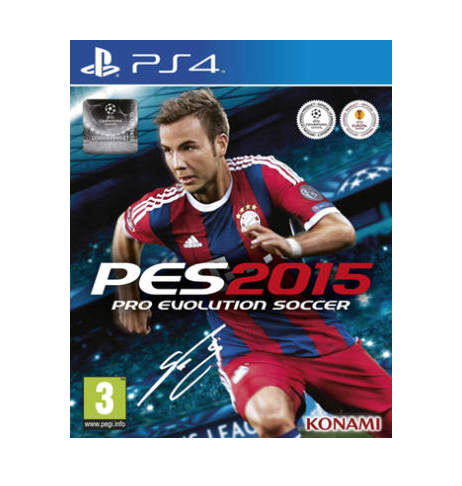 PS4
PES2015
PRO EVOLUTION SOCCER
3
www.pegi.info
KONAMI